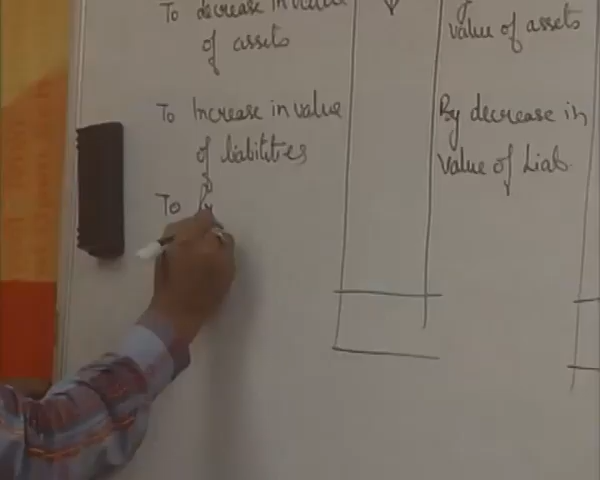 To decrease in value
of assets
value of assets
To Increase in value
of liabilities
By decrease in
value of Liab.
To